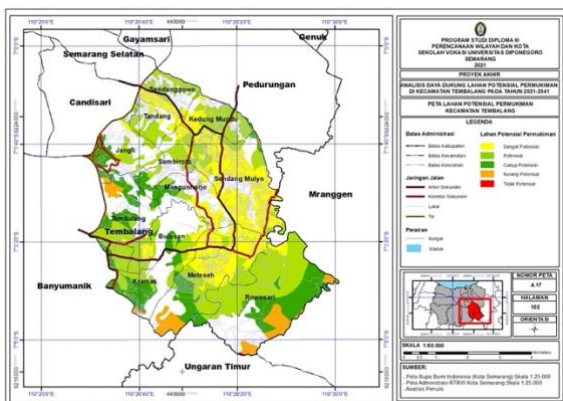 Gayamsari
Genuk
Semarang Selatan
Pedurungan
Candisari
Sendangguwo
Tandang
Kedung Mundu
Jangli
Sambiroto
Sendang Mulyo
Mangunharjo
Mranggen
Tembalang
Tembalang
Bulusan
Kramas
Meteseh
Rowosari
Banyumanik
Ungaran Timur
PROGRAM STUDI DIPLOMA III
PERENCANAAN WILAYAH DAN KOTA
SEKOLAH VOKASI UNIVERSITAS DIPONEGORO
SEMARANG
2021
PROYEK AKHIR
ANALISIS DAYA DUKUNG LAHAN POTENSIAL PERMUKIMAN
DI KECAMATAN TEMBALANG PADA TAHUN 2021-2041
PETA LAHAN POTENSIAL PERMUKIMAN
KECAMATAN TEMBALANG
LEGENDA
Batas Administrasi
Batas Kabupaten
Batas Kecamatan
Batas Kelurahan
Jaringan Jalan
Arteri Sekunder
Kolektor Sekunder
Lokal
Tol
Perairan
Sungai
Waduk
Lahan Potensial Permukiman
Sangat Potensial
Potensial
Cukup Potensial
Kurang Potensial
Tidak Potensial
NOMOR PETA
4.17
HALAMAN
102
ORIENTASI
SKALA 1:60.000
SUMBER:
- Peta Rupa Bumi Indonesia (Kota Semarang) Skala 1:25.000
- Peta Administrasi RTRW Kota Semarang Skala 1:25.000
- Analisis Penulis